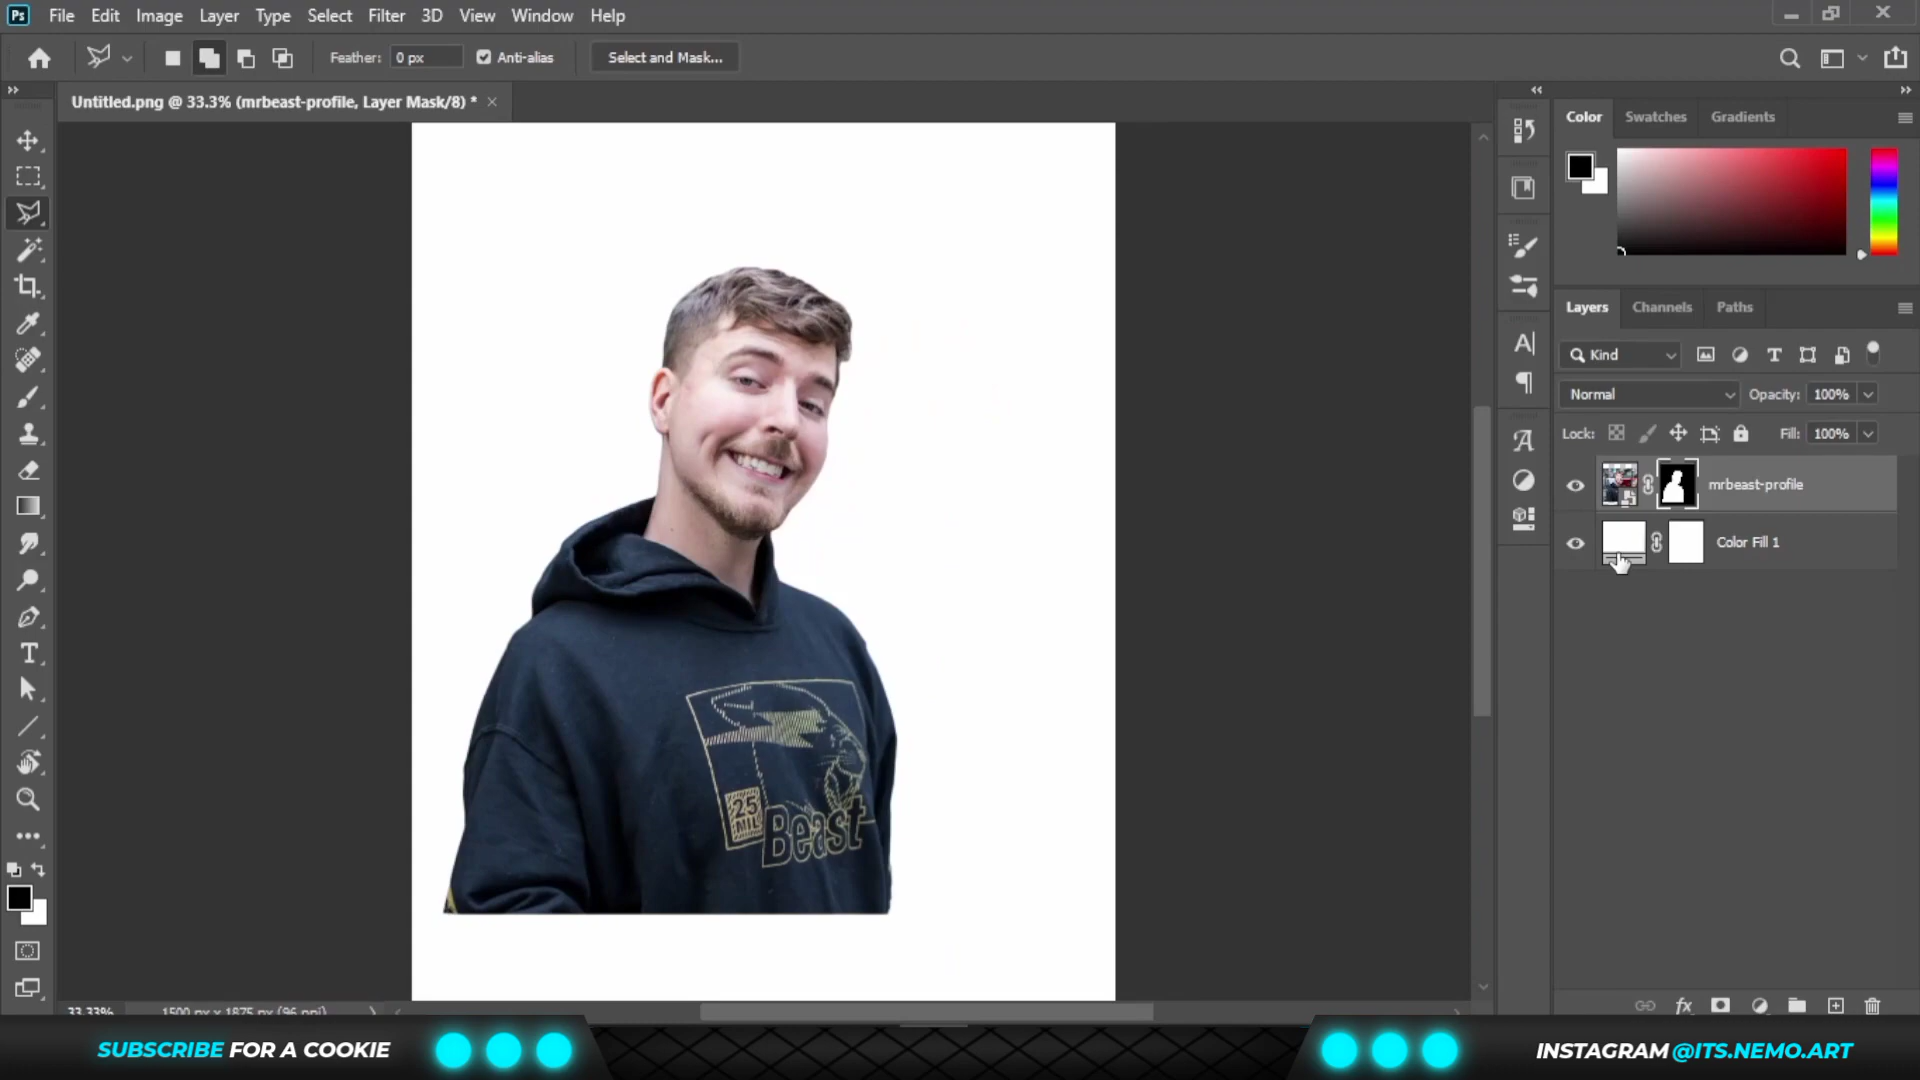 Ps File Edit Image Layer Type Select Filter 3D View Window Help
Feather: 0 px Anti-alias Select and Mask...
Untitled.png @ 33.3% (mrbeast-profile, Layer Mask/8) *
Color Swatches Gradients
Layers Channels Paths
Kind
Normal Opacity: 100%
Lock: Fill: 100%
mrbeast-profile
Color Fill 1
25
MIL
Beast
33.33% 1500 px x 1875 px (96 ppi)
SUBSCRIBE FOR A COOKIE
INSTAGRAM @ITS.NEMO.ART